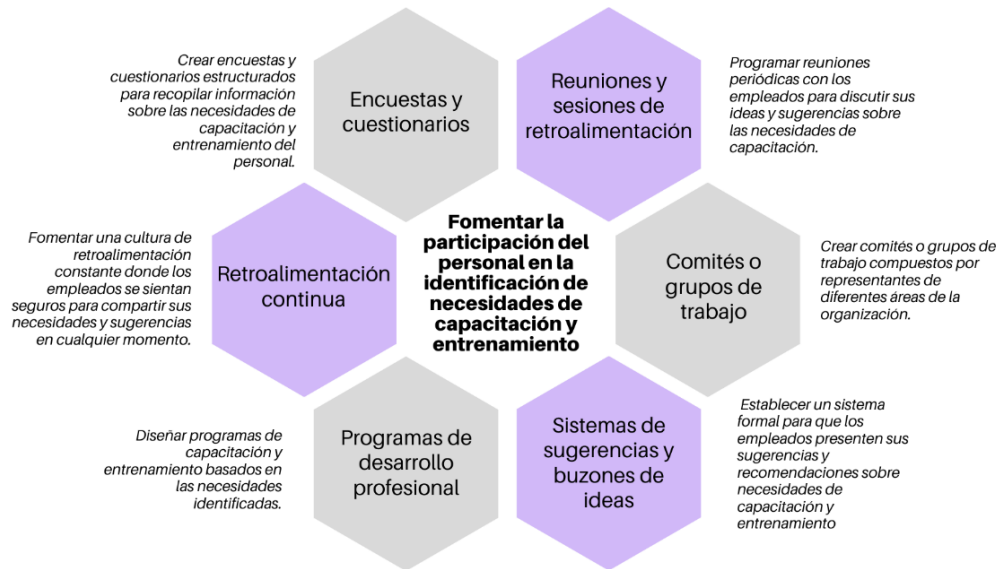 Crear encuestas y
cuestionarios estructurados
para recopilar información
sobre las necesidades de
capacitación y
entrenamiento del
personal.
Encuestas y
cuestionarios
Reuniones y
sesiones de
retroalimentación
Programar reuniones
periódicas con los
empleados para discutir sus
ideas y sugerencias sobre
las necesidades de
capacitación.
Fomentar una cultura de
retroalimentación
constante donde los
empleados se sientan
seguros para compartir sus
necesidades y sugerencias
en cualquier momento.
Retroalimentación
continua
Fomentar la
participación del
personal en la
identificación de
necesidades de
capacitación y
entrenamiento
Comités o
grupos de
trabajo
Crear comités o grupos de
trabajo compuestos por
representantes de
diferentes áreas de la
organización.
Diseñar programas de
capacitación y
entrenamiento basados en
las necesidades
identificadas.
Programas de
desarrollo
profesional
Sistemas de
sugerencias y
buzones de
ideas
Establecer un sistema
formal para que los
empleados presenten sus
sugerencias y
recomendaciones sobre
necesidades de
capacitación y
entrenamiento